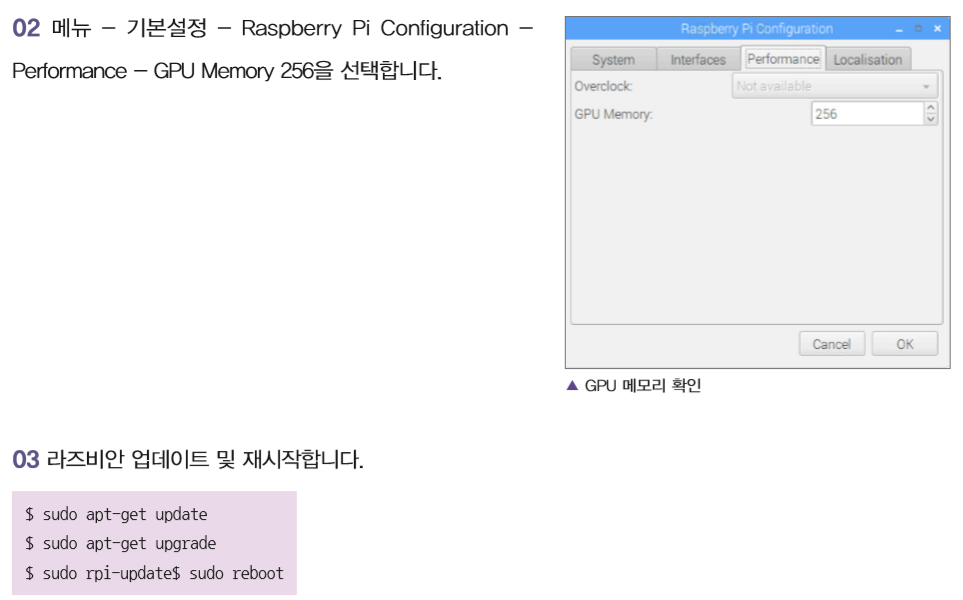 02 메뉴 – 기본설정 – Raspberry Pi Configuration –
Performance – GPU Memory 256을 선택합니다.
Raspberry Pi Configuration
System Interfaces Performance Localisation
Overclock: Not available
GPU Memory: 256
Cancel OK
▲ GPU 메모리 확인
03 라즈비안 업데이트 및 재시작합니다.
$ sudo apt-get update
$ sudo apt-get upgrade
$ sudo rpi-update$ sudo reboot